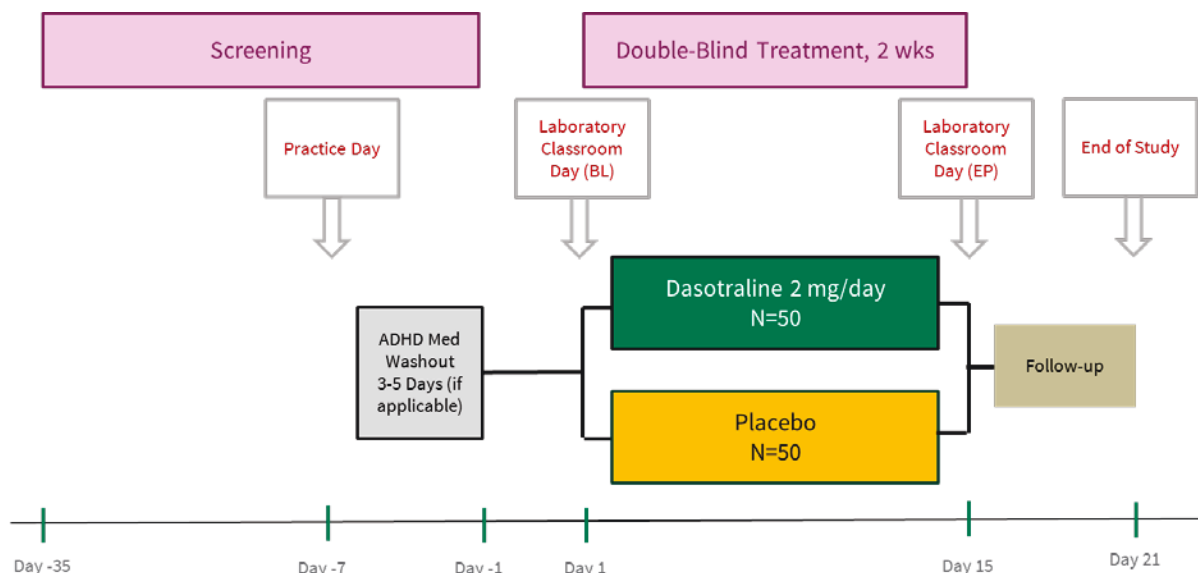 Screening
Double-Blind Treatment, 2 wks
Practice Day
Laboratory
Classroom
Day (BL)
Laboratory
Classroom
Day (EP)
End of Study
ADHD Med
Washout
3-5 Days (if
applicable)
Dasotraline 2 mg/day
N=50
Placebo
N=50
Follow-up
Day -35
Day -7
Day -1
Day 1
Day 15
Day 21